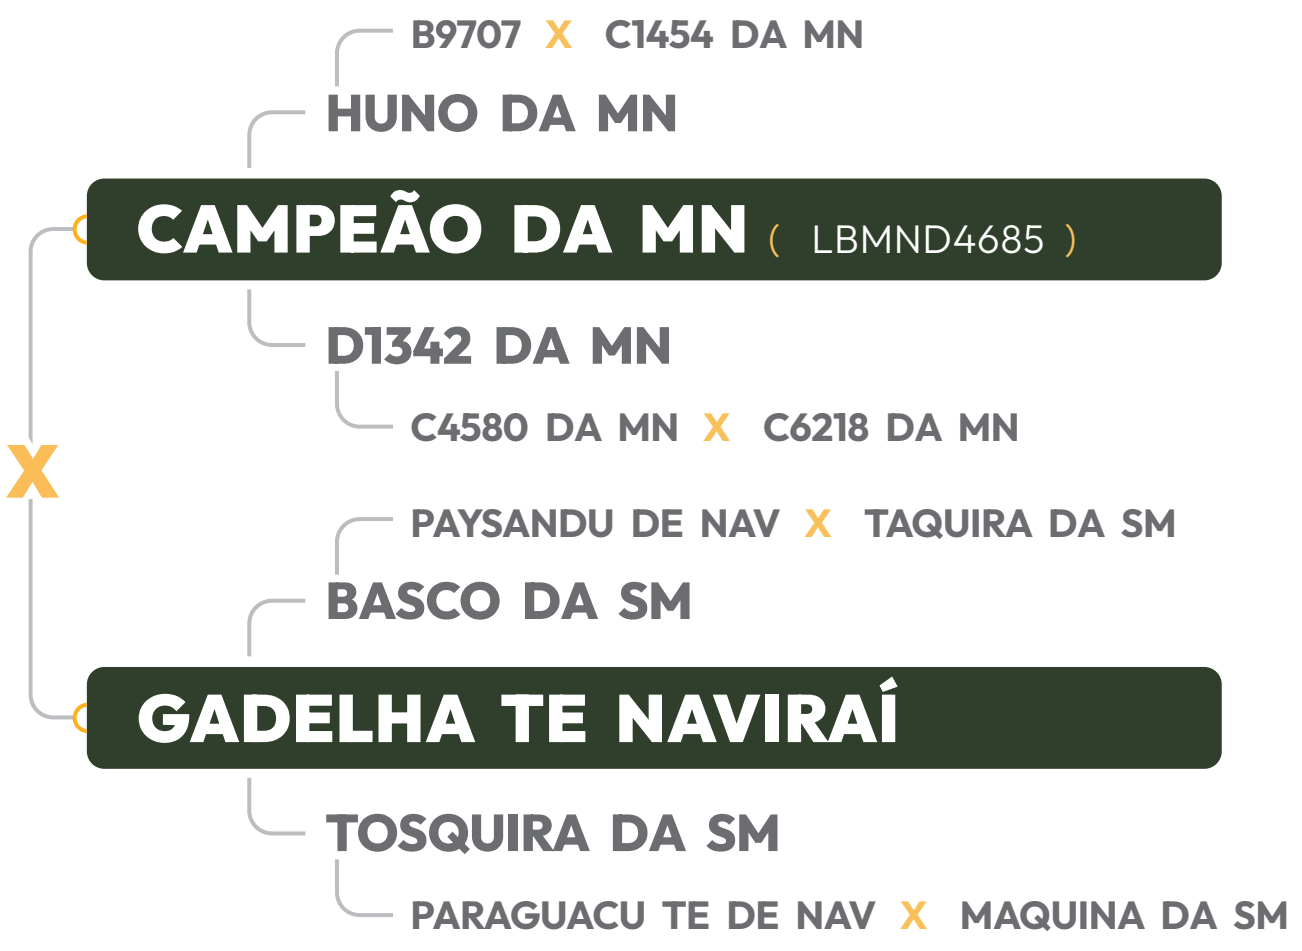 B9707 X C1454 DA MN
HUNO DA MN
CAMPEÃO DA MN ( LBMND4685 )
D1342 DA MN
C4580 DA MN X C6218 DA MN
X
PAYSANDU DE NAV X TAQUIRA DA SM
BASCO DA SM
GADELHA TE NAVIRAÍ
TOSQUIRA DA SM
PARAGUACU TE DE NAV X MAQUINA DA SM